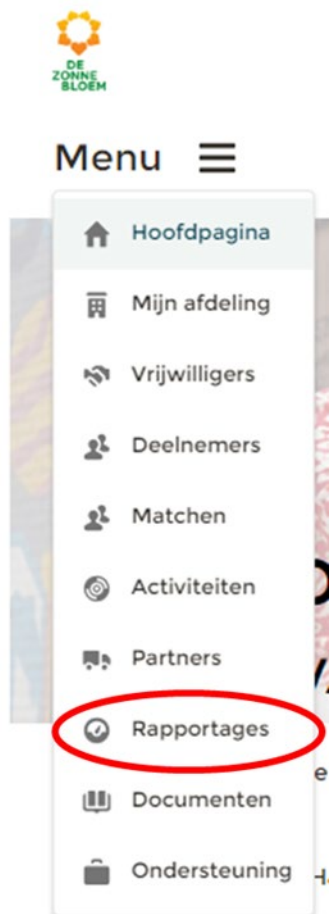 DE
ZONNE
BLOEM
Menu
Hoofdpagina
Mijn afdeling
Vrijwilligers
Deelnemers
Matchen
Activiteiten
Partners
Rapportages
Documenten
Ondersteuning